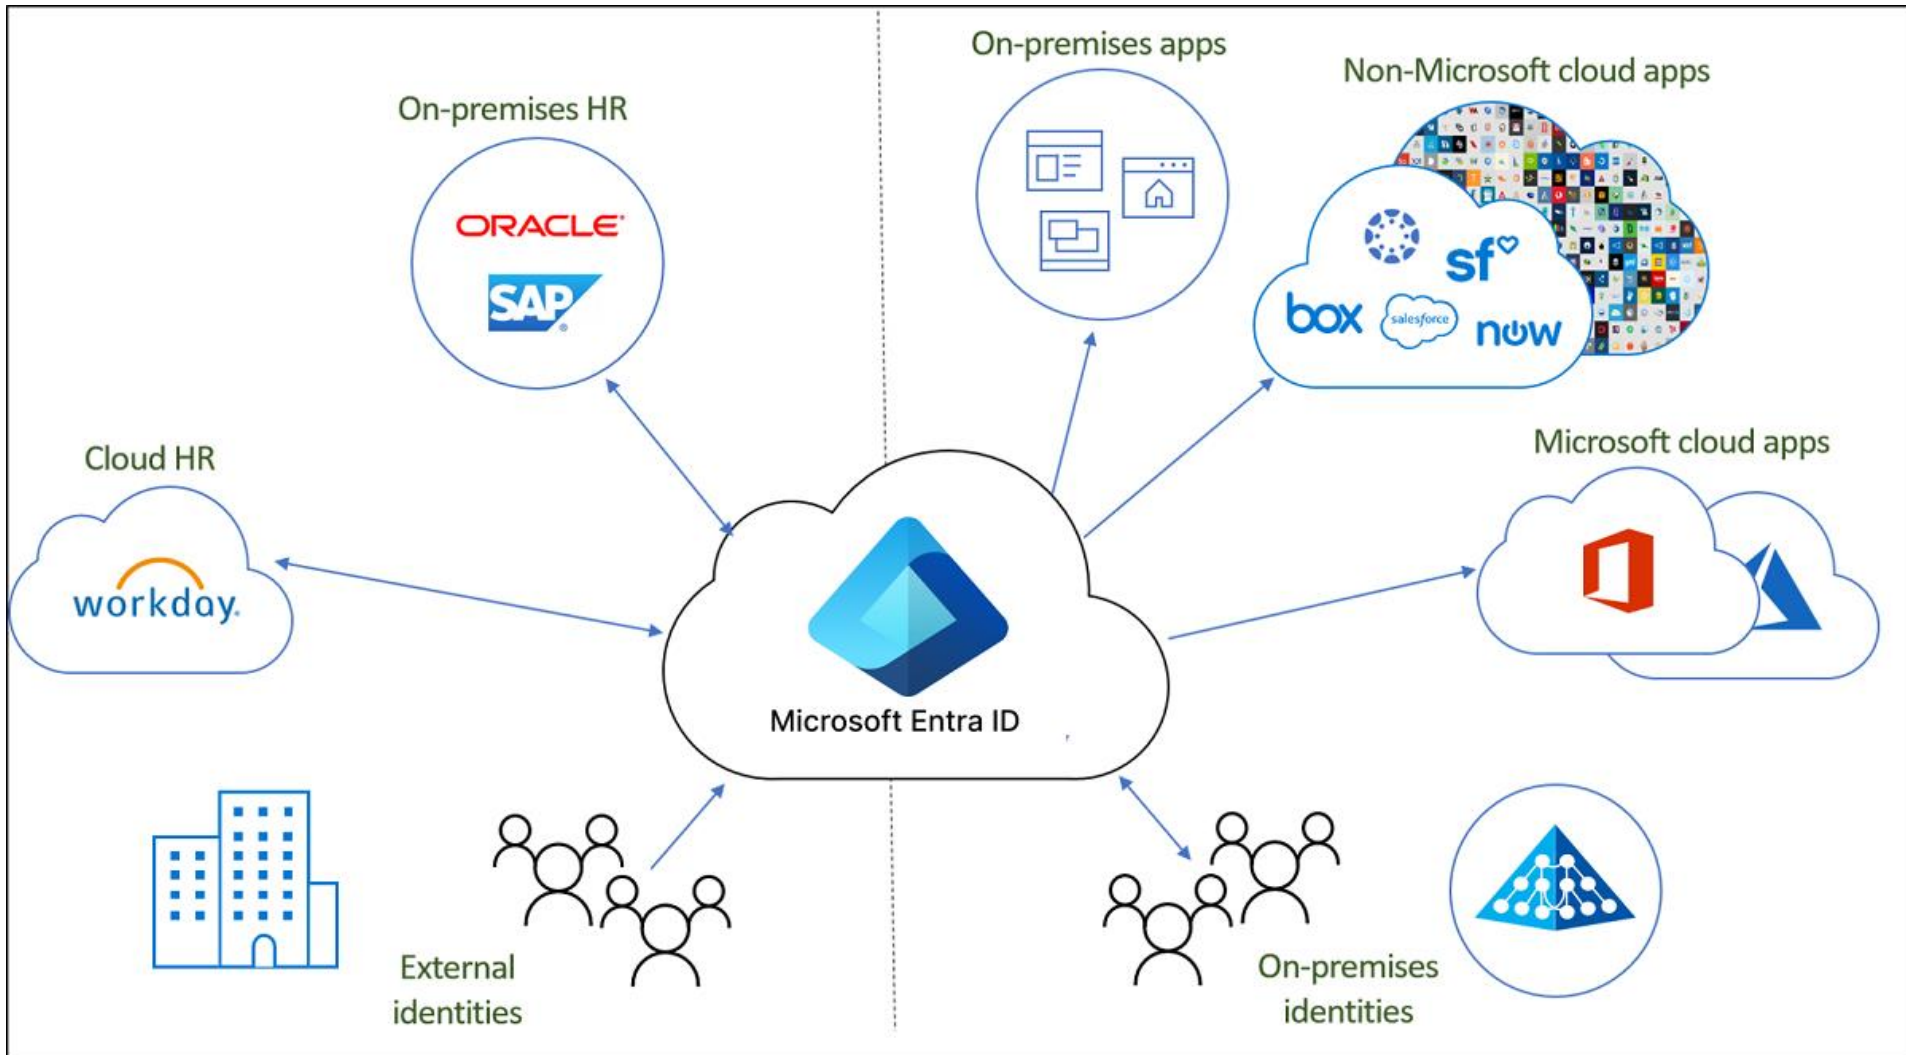 On-premises apps
Non-Microsoft cloud apps
On-premises HR
ORACLE
SAP
®
sf
box
salesforce
now
Microsoft cloud apps
Cloud HR
workday.
Microsoft Entra ID
External
identities
On-premises
identities